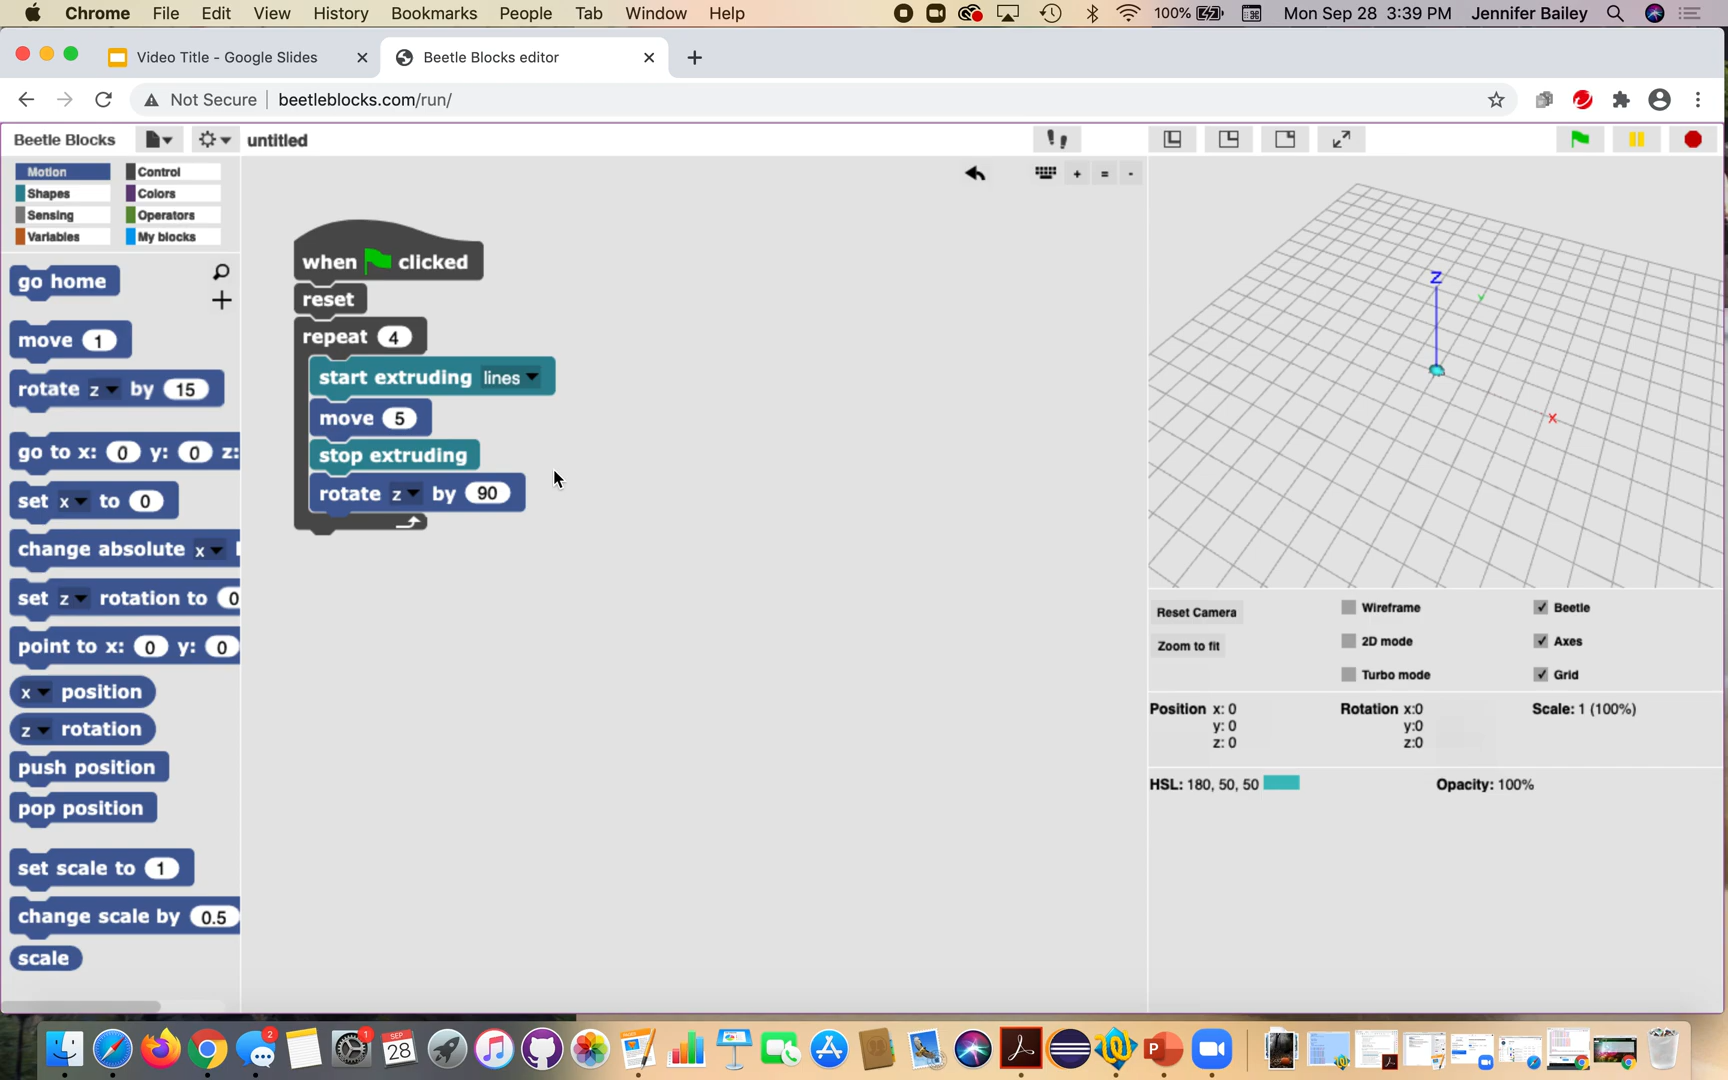 Chrome File Edit View History Bookmarks People Tab Window Help 100% Mon Sep 28 3:39 PM Jennifer Bailey
Video Title - Google Slides Beetle Blocks editor
Not Secure beetleblocks.com/run/
Beetle Blocks untitled
Motion Control
Shapes Colors
Sensing Operators
Variables My blocks
go home
move 1
rotate z by 15
go to x: 0 y: 0 z:
set x to 0
change absolute x
set z rotation to 0
point to x: 0 y: 0
x position
z rotation
push position
pop position
set scale to 1
change scale by 0.5
scale
+ = -
when clicked
reset
repeat 4
start extruding lines
move 5
stop extruding
rotate z by 90
Z
Y
X
Reset Camera Wireframe Beetle
Zoom to fit 2D mode Axes
Turbo mode Grid
Position x: 0 Rotation x:0 Scale: 1 (100%)
y: 0 y:0
z: 0 z:0
HSL: 180, 50, 50 Opacity: 100%
2 1 SEP 28 P